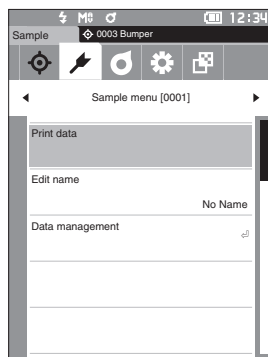 12:34
Sample 0003 Bumper
Sample menu [0001]
Print data
Edit name
No Name
Data management